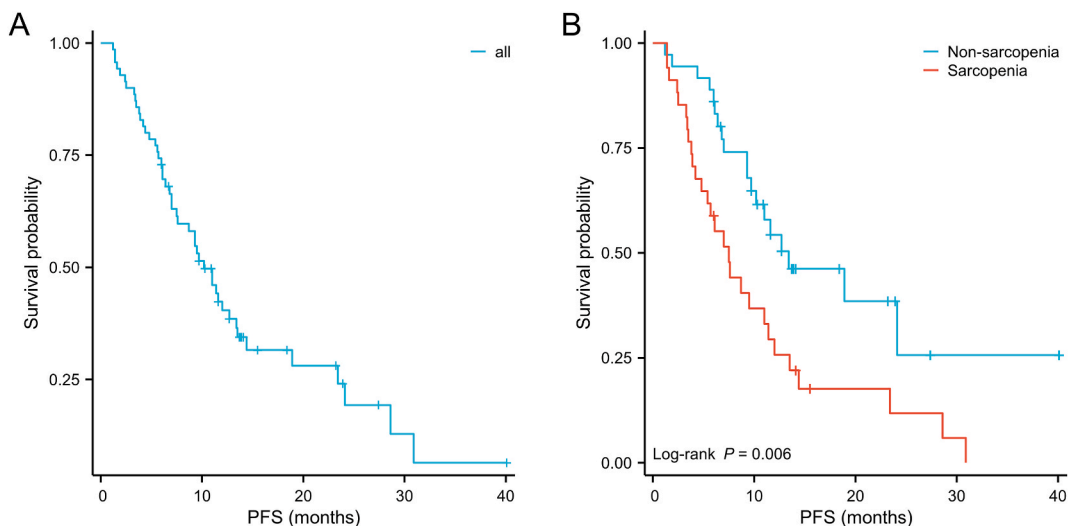 A
all
1.00
0.75
0.50
0.25
Survival probability
0
10
20
30
40
PFS (months)
B
Non-sarcopenia
Sarcopenia
1.00
0.75
0.50
0.25
0.00
Survival probability
Log-rank P = 0.006
0
10
20
30
40
PFS (months)